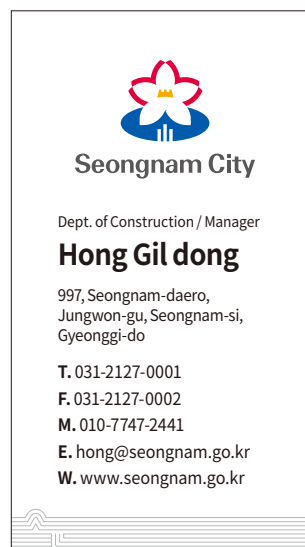 Seongnam City
Dept. of Construction / Manager
Hong Gil dong
997, Seongnam-daero,
Jungwon-gu, Seongnam-si,
Gyeonggi-do
T. 031-2127-0001
F. 031-2127-0002
M. 010-7747-2441
E. hong@seongnam.go.kr
W. www.seongnam.go.kr